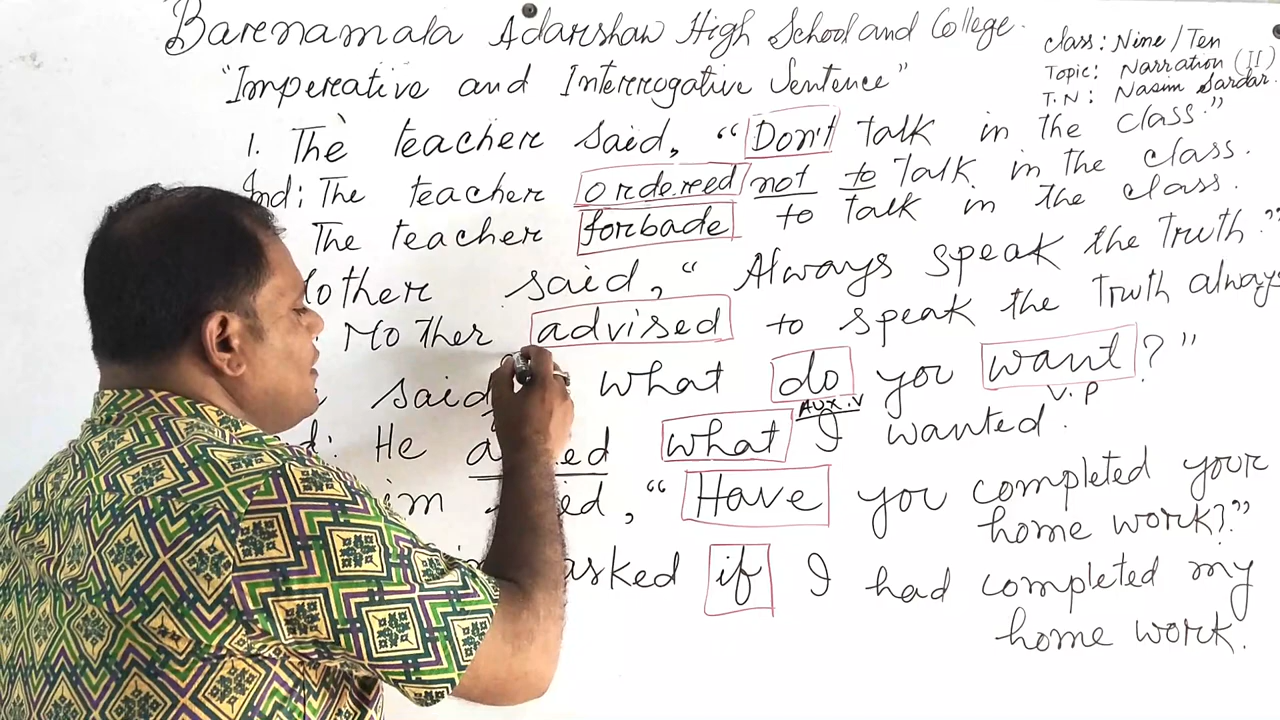 Barenamala Adarshaw High School and College.
Class: Nine / Ten
Topic: Narration (II)
T.N: Nasim Sardar.
"Imperative and Interrogative Sentence"
1. The teacher said, "Don't talk in the class."
Ind: The teacher ordered not to talk in the class.
The teacher forbade to talk in the class.
Mother said, "Always speak the truth."
Mother advised to speak the truth always
said, what do you want?"
Aux.V V.P
He what I wanted.
"Have you completed your
home work?"
asked if I had completed my
home work.